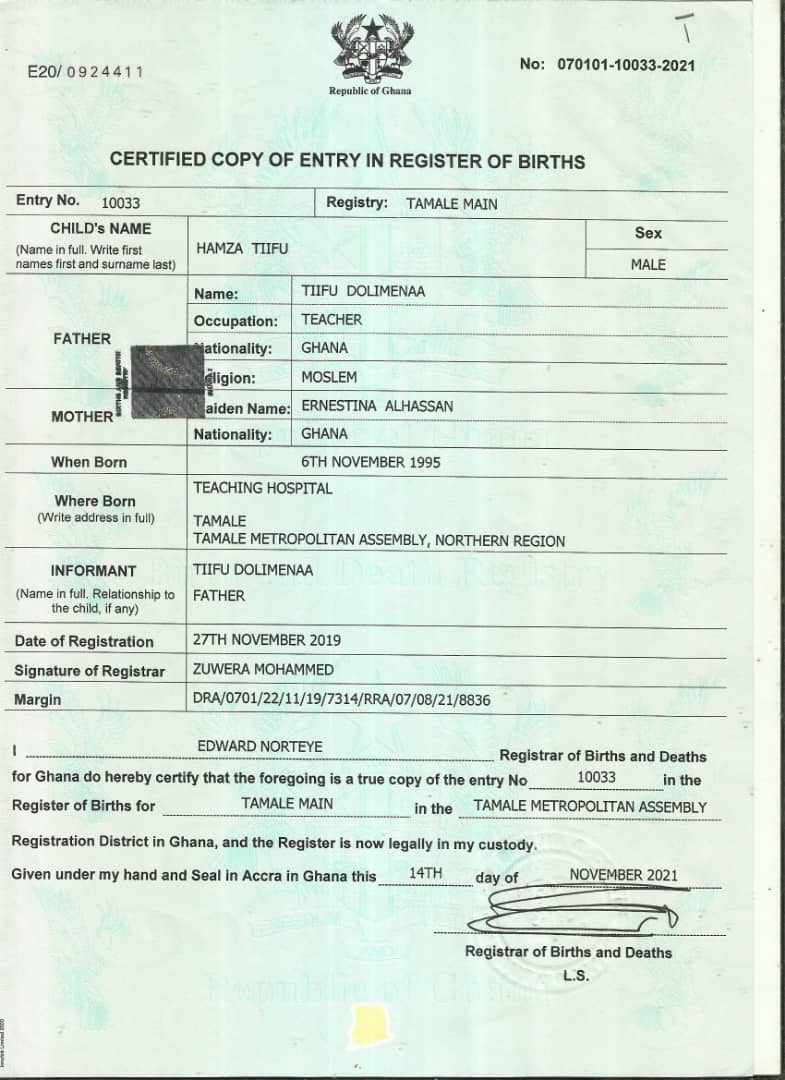 E20/ 0924411
Republic of Ghana
No: 070101-10033-2021
CERTIFIED COPY OF ENTRY IN REGISTER OF BIRTHS
Entry No. 10033 Registry: TAMALE MAIN
CHILD's NAME
(Name in full. Write first names first and surname last)
HAMZA TIIFU
Sex
MALE
FATHER
Name: TIIFU DOLIMENAA
Occupation: TEACHER
ationality: GHANA
ligion: MOSLEM
MOTHER
aiden Name: ERNESTINA ALHASSAN
Nationality: GHANA
When Born 6TH NOVEMBER 1995
Where Born
(Write address in full)
TEACHING HOSPITAL
TAMALE
TAMALE METROPOLITAN ASSEMBLY, NORTHERN REGION
INFORMANT
(Name in full. Relationship to the child, if any)
TIIFU DOLIMENAA
FATHER
Date of Registration 27TH NOVEMBER 2019
Signature of Registrar ZUWERA MOHAMMED
Margin DRA/0701/22/11/19/7314/RRA/07/08/21/8836
I EDWARD NORTEYE Registrar of Births and Deaths
for Ghana do hereby certify that the foregoing is a true copy of the entry No 10033 in the
Register of Births for TAMALE MAIN in the TAMALE METROPOLITAN ASSEMBLY
Registration District in Ghana, and the Register is now legally in my custody.
Given under my hand and Seal in Accra in Ghana this 14TH day of NOVEMBER 2021
Registrar of Births and Deaths
L.S.